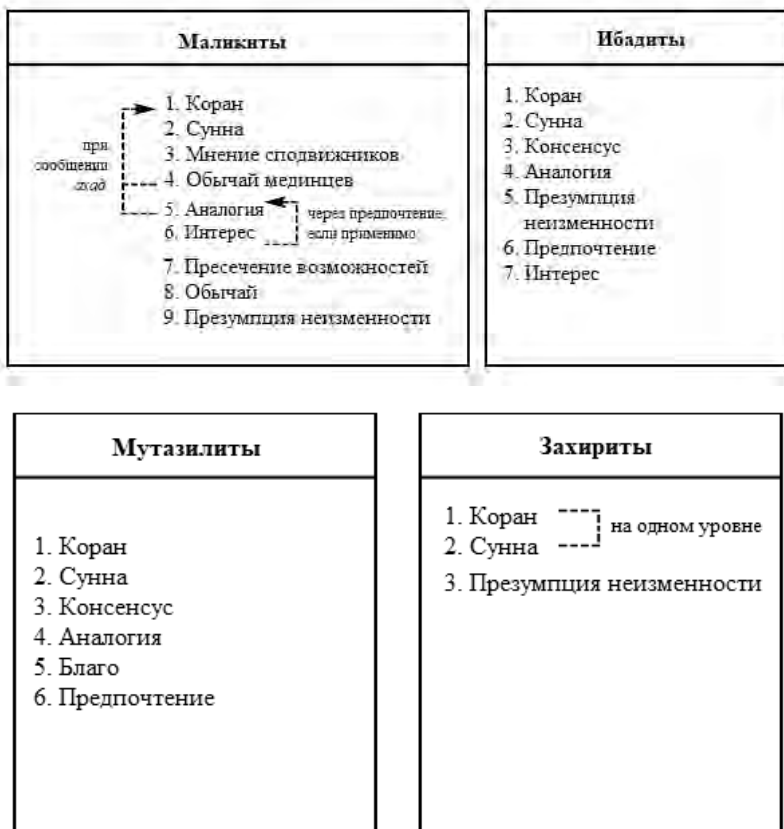 Маликиты
при
сообщении
ахад
1. Коран
2. Сунна
3. Мнение сподвижников
4. Обычай мединцев
5. Аналогия
6. Интерес
через предпочтение,
если применимо
7. Пресечение возможностей
8. Обычай
9. Презумпция неизменности
Ибадиты
1. Коран
2. Сунна
3. Консенсус
4. Аналогия
5. Презумпция
неизменности
6. Предпочтение
7. Интерес
Мутазилиты
1. Коран
2. Сунна
3. Консенсус
4. Аналогия
5. Благо
6. Предпочтение
Захириты
1. Коран
2. Сунна
на одном уровне
3. Презумпция неизменности